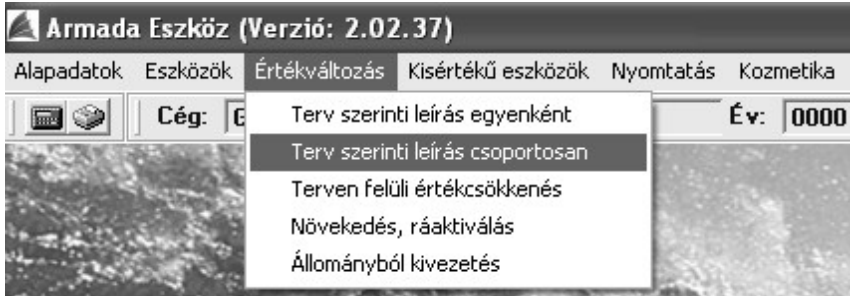 Armada Eszköz (Verzió: 2.02.37)
Alapadatok Eszközök Értékváltozás Kisértékű eszközök Nyomtatás Kozmetika
Cég: G Év: 0000
Terv szerinti leírás egyenként
Terv szerinti leírás csoportosan
Terven felüli értékcsökkenés
Növekedés, ráaktiválás
Állományból kivezetés